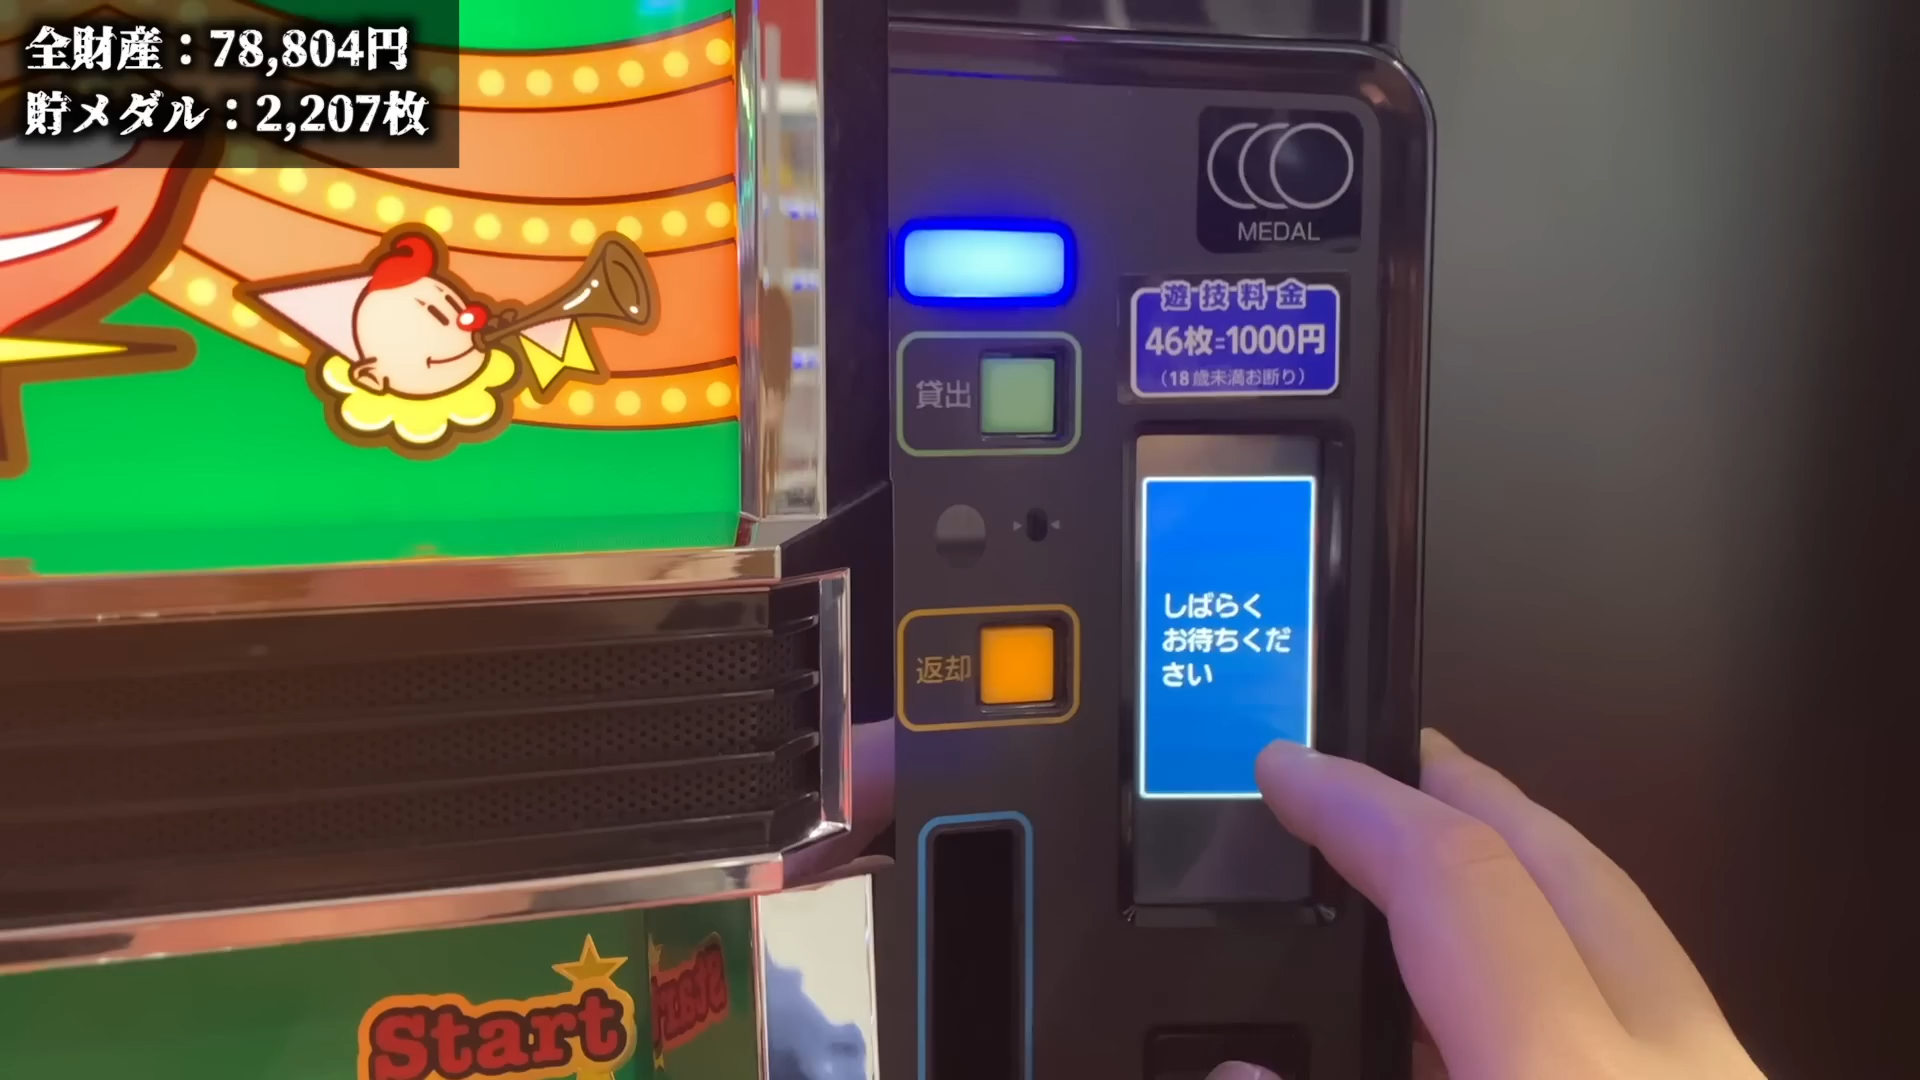 全財産：78,804円
貯メダル：2,207枚
MEDAL
遊技料金
46枚=1000円
（18歳未満お断り）
貸出
返却
しばらく
お待ちくだ
さい
Start
Start